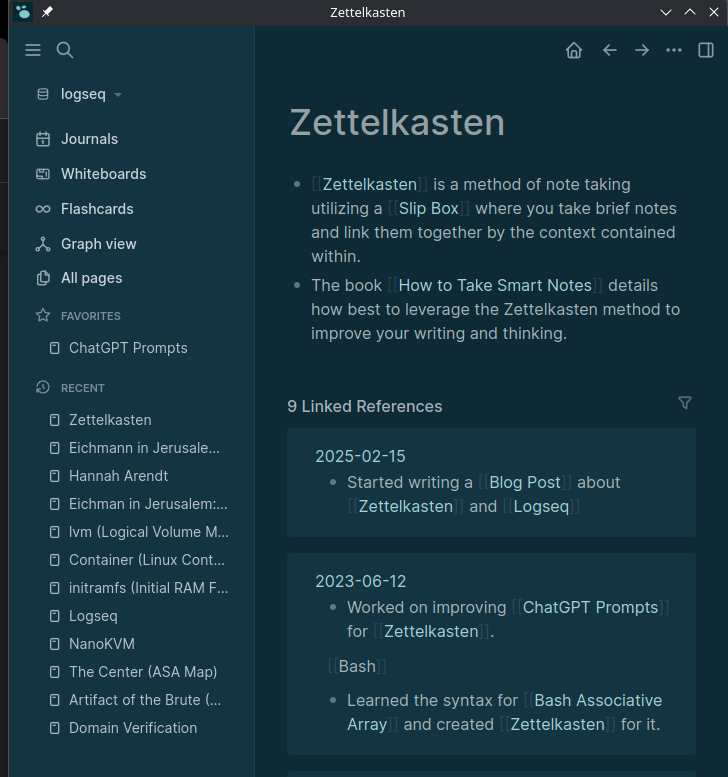 Zettelkasten
logseq
Journals
Whiteboards
Flashcards
Graph view
All pages
FAVORITES
ChatGPT Prompts
RECENT
Zettelkasten
Eichmann in Jerusale...
Hannah Arendt
Eichman in Jerusalem:...
lvm (Logical Volume M...
Container (Linux Cont...
initramfs (Initial RAM F...
Logseq
NanoKVM
The Center (ASA Map)
Artifact of the Brute (...
Domain Verification
Zettelkasten
[[Zettelkasten]] is a method of note taking
utilizing a [[Slip Box]] where you take brief notes
and link them together by the context contained
within.
The book [[How to Take Smart Notes]] details
how best to leverage the Zettelkasten method to
improve your writing and thinking.
9 Linked References
2025-02-15
Started writing a [[Blog Post]] about
[[Zettelkasten]] and [[Logseq]]
2023-06-12
Worked on improving [[ChatGPT Prompts]]
for [[Zettelkasten]].
[[Bash]]
Learned the syntax for [[Bash Associative
Array]] and created [[Zettelkasten]] for it.